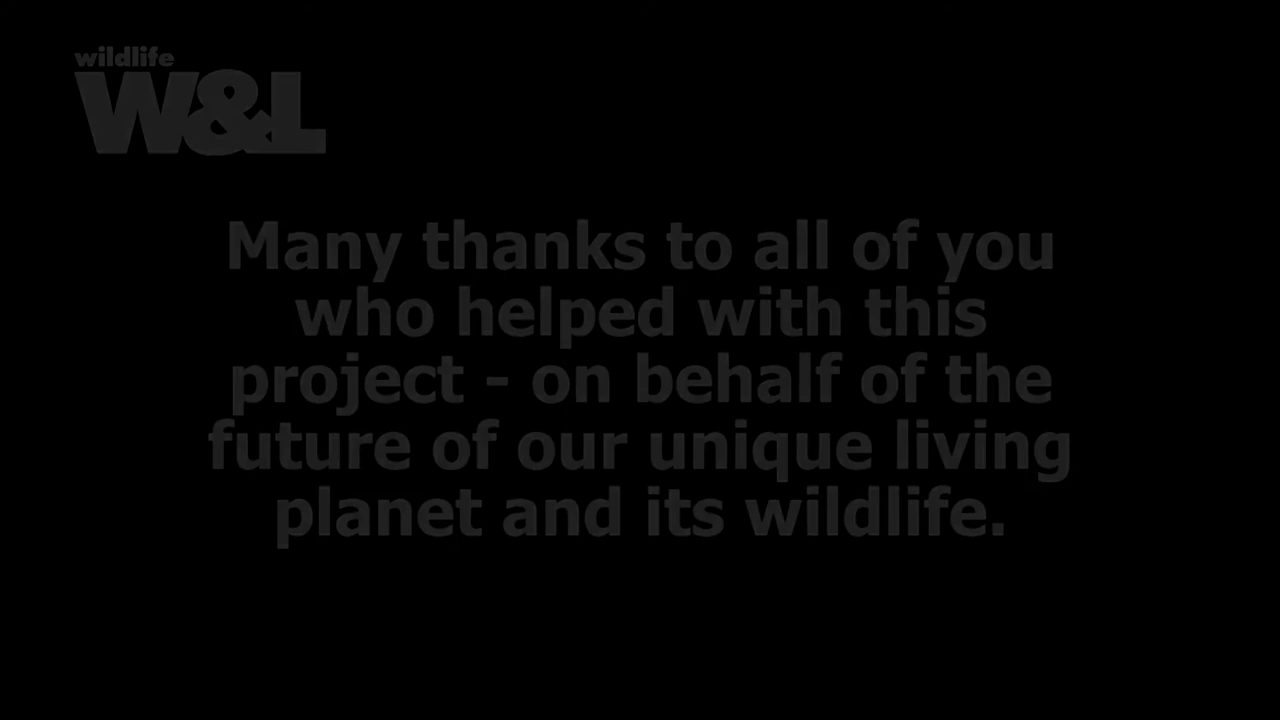 wildlife
W&L
Many thanks to all of you
who helped with this
project - on behalf of the
future of our unique living
planet and its wildlife.